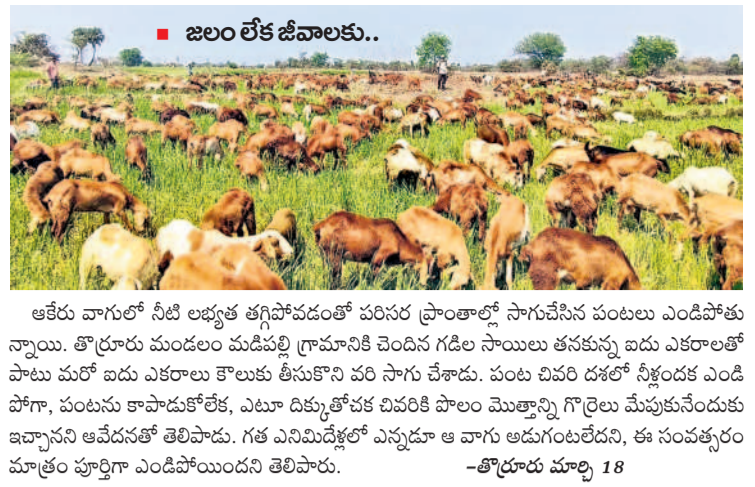 ■ జలం లేక జీవాలకు..
ఆకేరు వాగులో నీటి లభ్యత తగ్గిపోవడంతో పరిసర ప్రాంతాల్లో సాగుచేసిన పంటలు ఎండిపోతు
న్నాయి. తొర్రూరు మండలం మడిపల్లి గ్రామానికి చెందిన గడిల సాయిలు తనకున్న ఐదు ఎకరాలతో
పాటు మరో ఐదు ఎకరాలు కౌలుకు తీసుకొని వరి సాగు చేశాడు. పంట చివరి దశలో నీళ్లందక ఎండి
పోగా, పంటను కాపాడుకోలేక, ఎటూ దిక్కుతోచక చివరికి పొలం మొత్తాన్ని గొర్రెలు మేపుకునేందుకు
ఇచ్చానని ఆవేదనతో తెలిపాడు. గత ఎనిమిదేళ్లలో ఎన్నడూ ఆ వాగు అడుగంటలేదని, ఈ సంవత్సరం
మాత్రం పూర్తిగా ఎండిపోయిందని తెలిపారు. –తొర్రూరు మార్చి 18